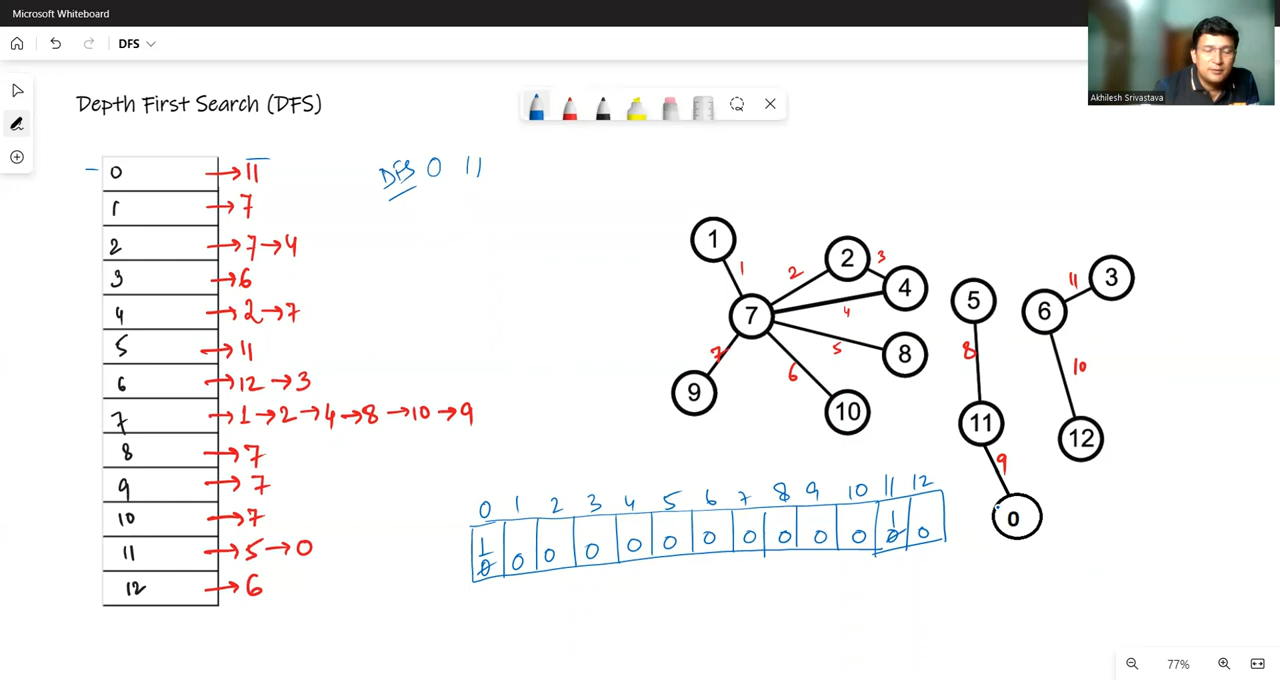 Microsoft Whiteboard
DFS
Akhilesh Srivastava
Depth First Search (DFS)
DFS 0 11
0 → 11
1 → 7
2 → 7 → 4
3 → 6
4 → 2 → 7
5 → 11
6 → 12 → 3
7 → 1 → 2 → 4 → 8 → 10 → 9
8 → 7
9 → 7
10 → 7
11 → 5 → 0
12 → 6
1
2
3
11
3
1
2
4
5
6
7
4
8
5
8
7
6
10
9
10
11
12
9
0
0 1 2 3 4 5 6 7 8 9 10 11 12
1 1
0 0 0 0 0 0 0 0 0 0 0 0 0
77%